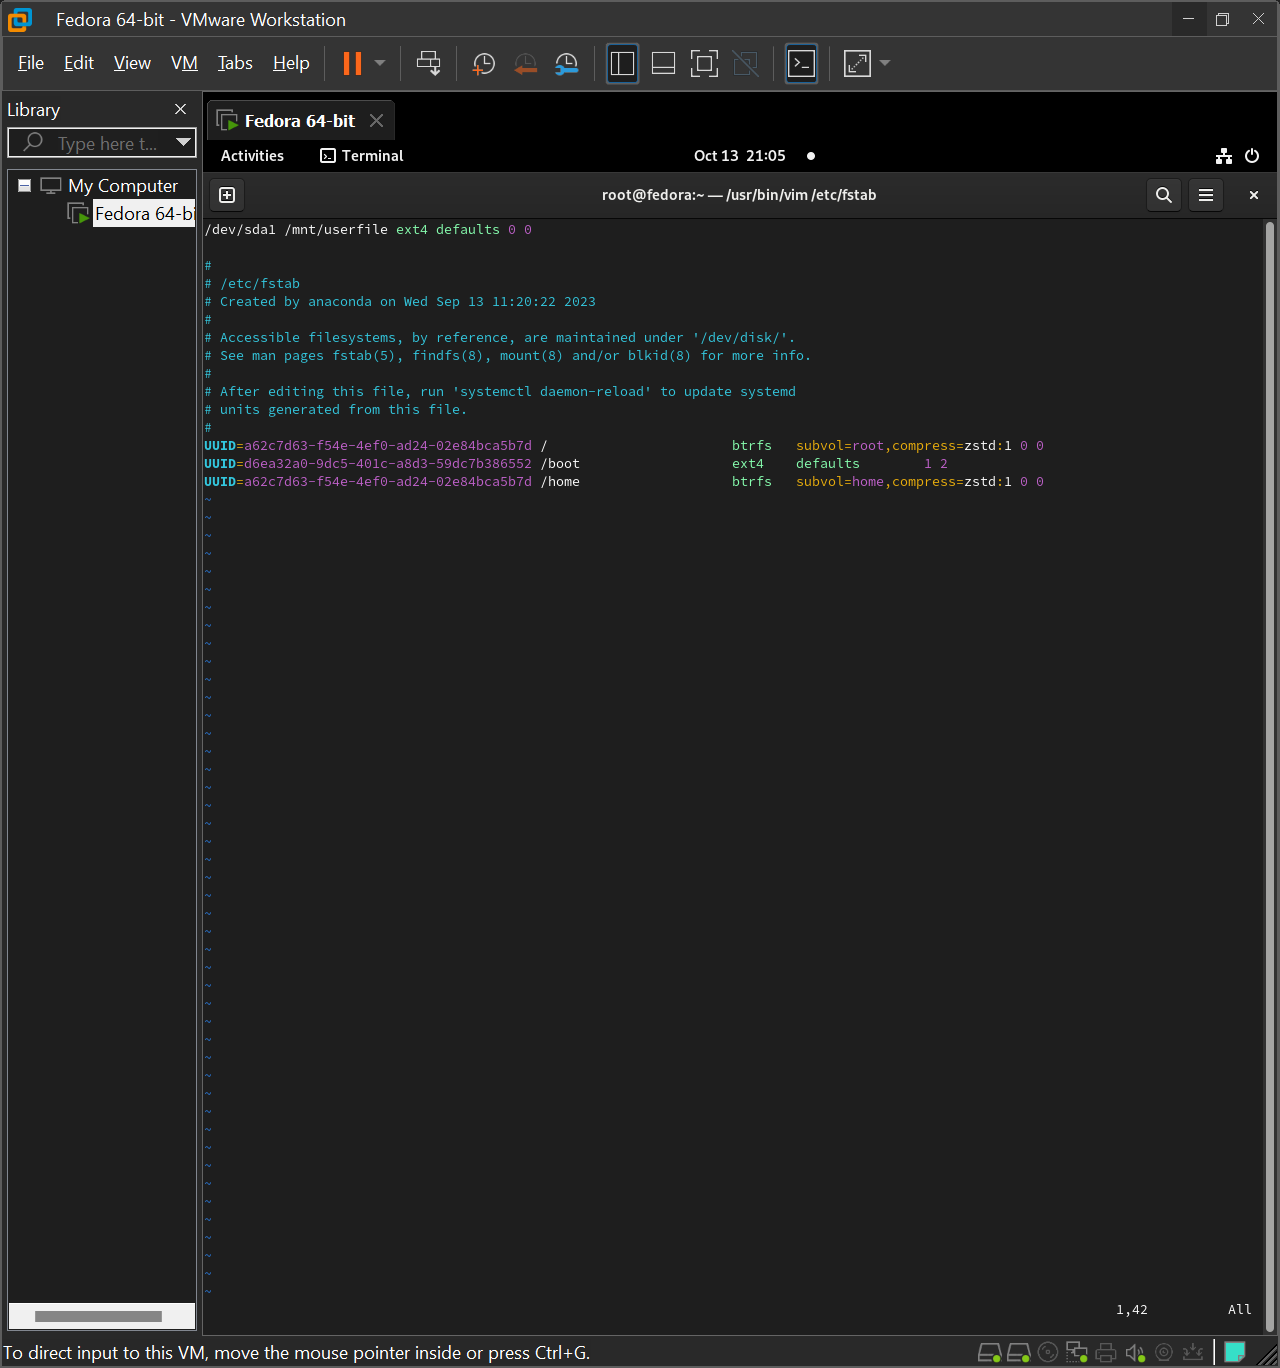 Fedora 64-bit - VMware Workstation
File Edit View VM Tabs Help
Library
Type here t...
My Computer
Fedora 64-bi
Fedora 64-bit
Activities Terminal Oct 13 21:05
root@fedora:~ — /usr/bin/vim /etc/fstab
/dev/sda1 /mnt/userfile ext4 defaults 0 0
#
# /etc/fstab
# Created by anaconda on Wed Sep 13 11:20:22 2023
#
# Accessible filesystems, by reference, are maintained under '/dev/disk/'.
# See man pages fstab(5), findfs(8), mount(8) and/or blkid(8) for more info.
#
# After editing this file, run 'systemctl daemon-reload' to update systemd
# units generated from this file.
#
UUID=a62c7d63-f54e-4ef0-ad24-02e84bca5b7d / btrfs subvol=root,compress=zstd:1 0 0
UUID=d6ea32a0-9dc5-401c-a8d3-59dc7b386552 /boot ext4 defaults 1 2
UUID=a62c7d63-f54e-4ef0-ad24-02e84bca5b7d /home btrfs subvol=home,compress=zstd:1 0 0
1,42 All
To direct input to this VM, move the mouse pointer inside or press Ctrl+G.